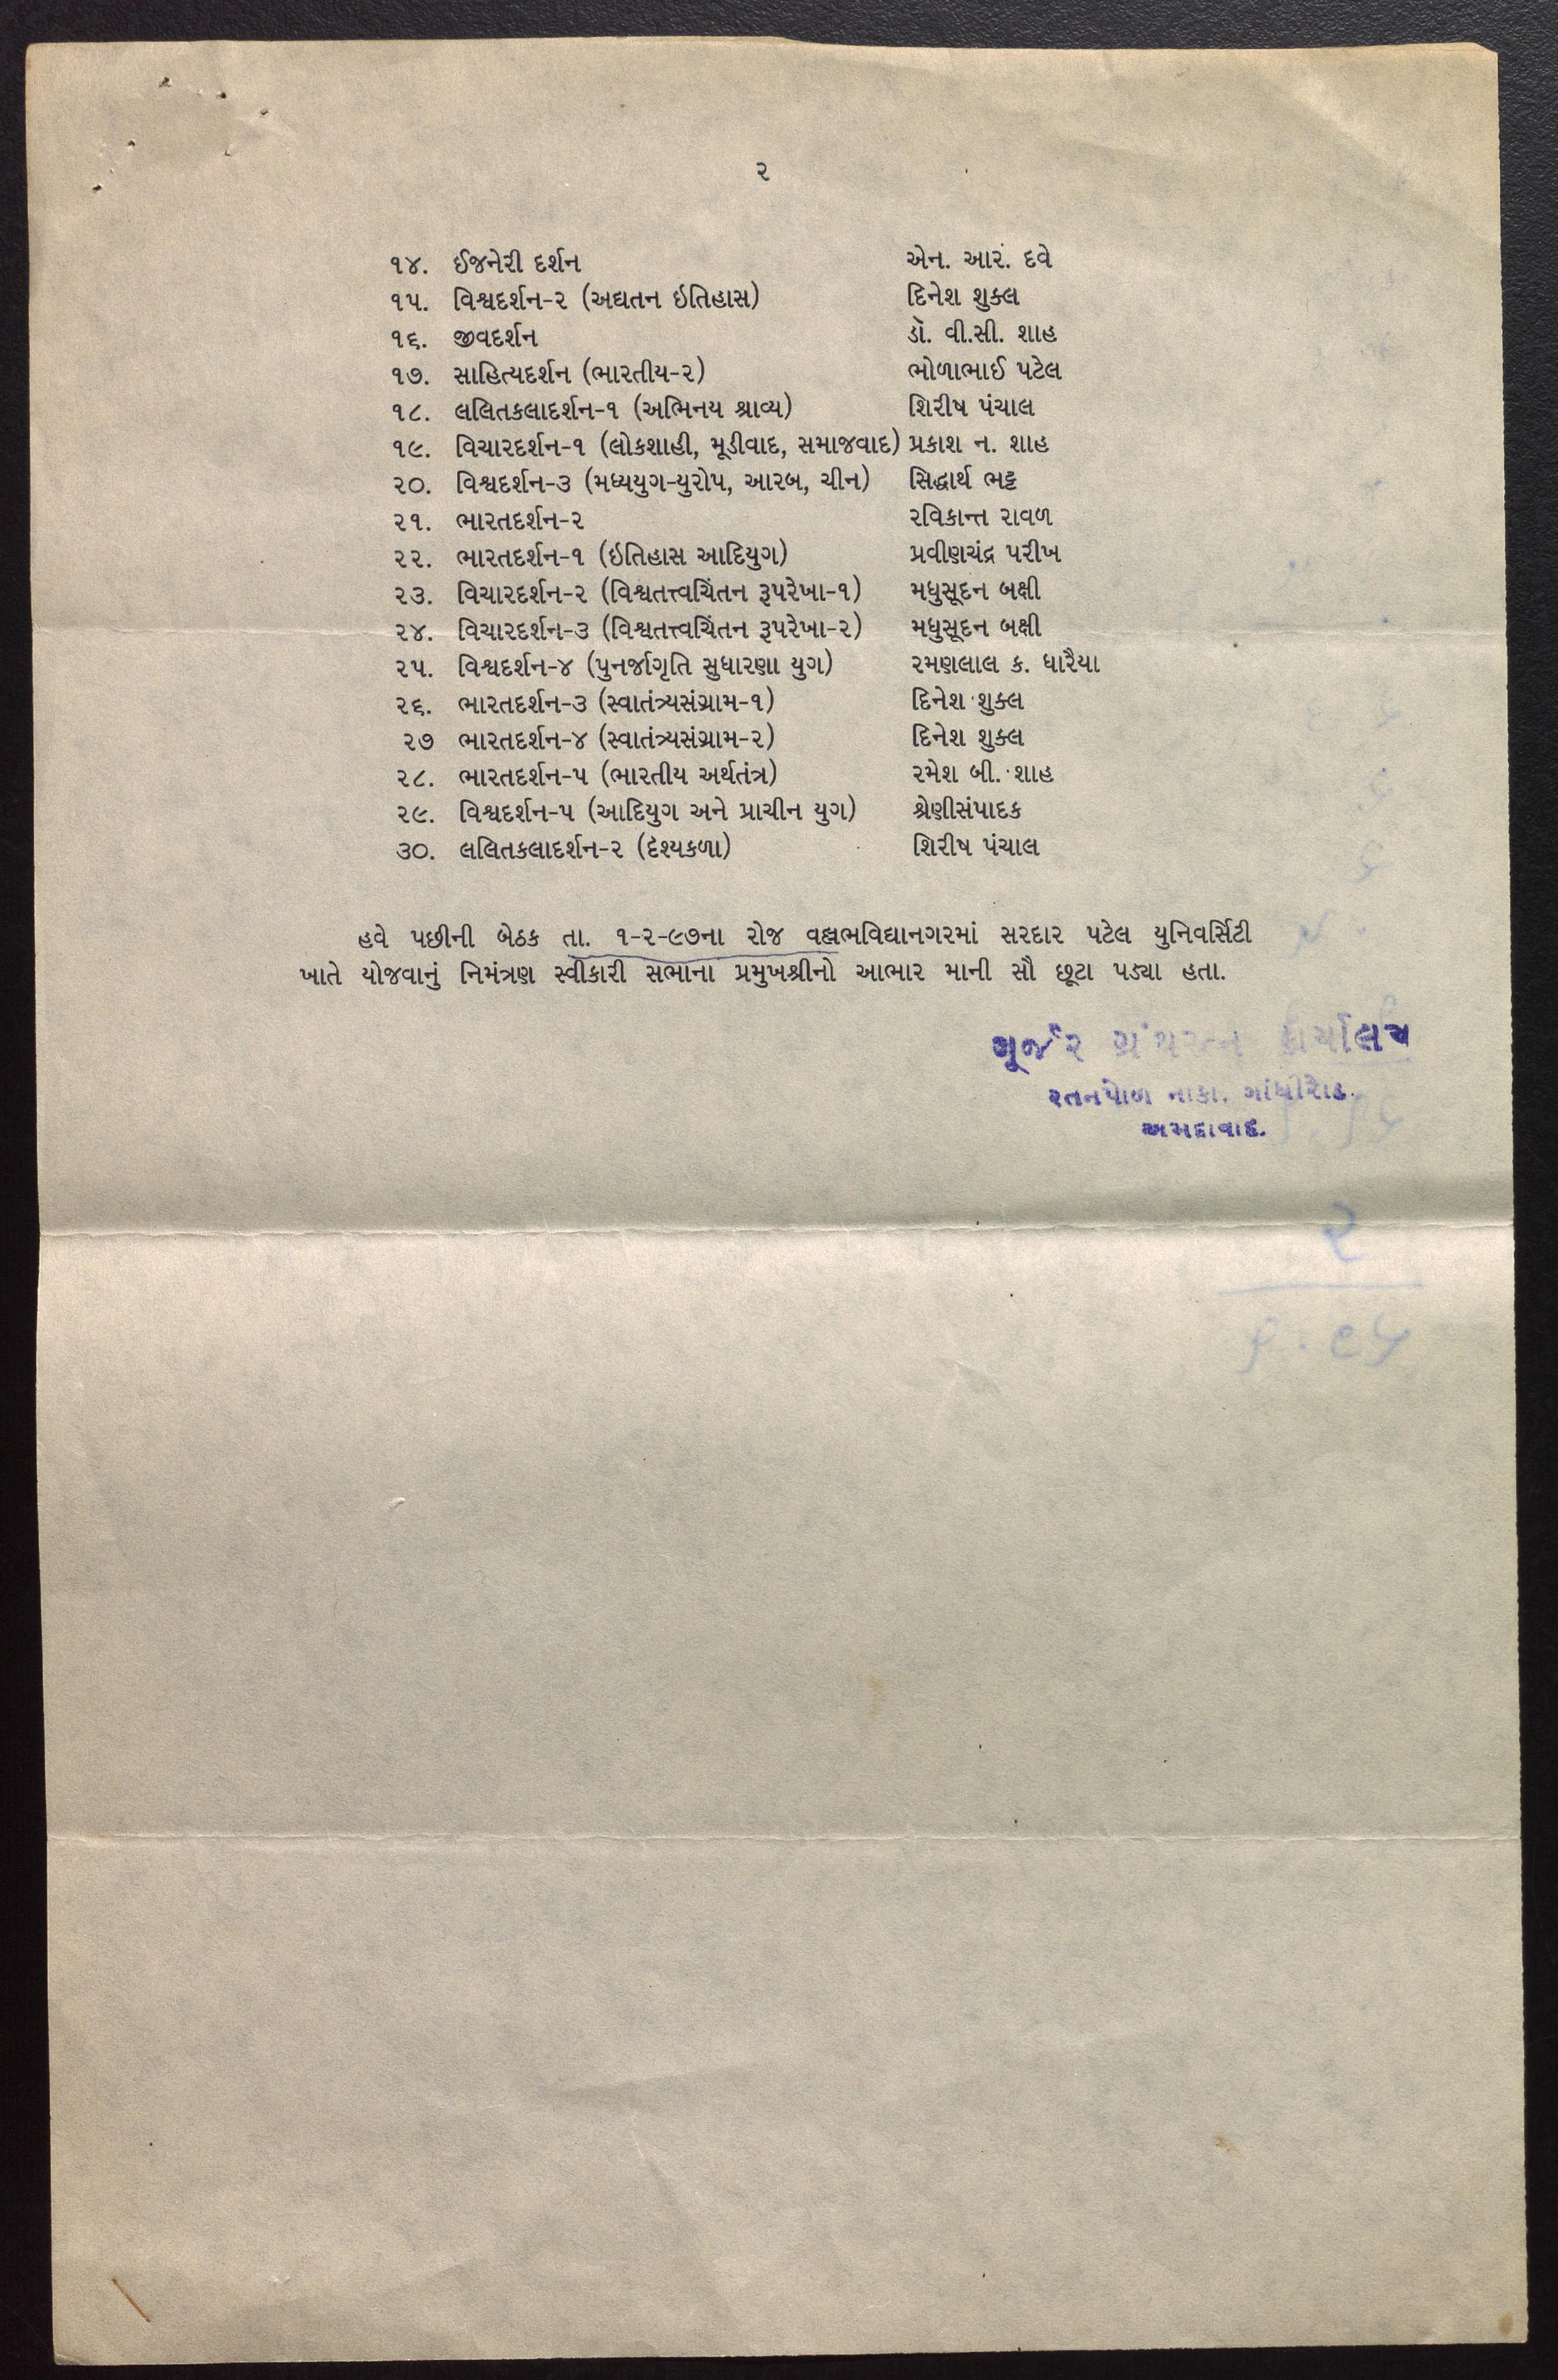 ૨
૧૪. ઈજનેરી દર્શન એન. આર. દવે
૧૫. વિશ્વદર્શન-૨ (અદ્યતન ઇતિહાસ) દિનેશ શુક્લ
૧૬. જીવદર્શન ડૉ. વી.સી. શાહ
૧૭. સાહિત્યદર્શન (ભારતીય-૨) ભોળાભાઈ પટેલ
૧૮. લલિતકલાદર્શન-૧ (અભિનય શ્રાવ્ય) શિરીષ પંચાલ
૧૯. વિચારદર્શન-૧ (લોકશાહી, મૂડીવાદ, સમાજવાદ) પ્રકાશ ન. શાહ
૨૦. વિશ્વદર્શન-૩ (મધ્યયુગ-યુરોપ, આરબ, ચીન) સિદ્ધાર્થ ભટ્ટ
૨૧. ભારતદર્શન-૨ રવિકાન્ત રાવળ
૨૨. ભારતદર્શન-૧ (ઇતિહાસ આદિયુગ) પ્રવીણચંદ્ર પરીખ
૨૩. વિચારદર્શન-૨ (વિશ્વતત્ત્વચિંતન રૂપરેખા-૧) મધુસૂદન બક્ષી
૨૪. વિચારદર્શન-૩ (વિશ્વતત્ત્વચિંતન રૂપરેખા-૨) મધુસૂદન બક્ષી
૨૫. વિશ્વદર્શન-૪ (પુનર્જાગૃતિ સુધારણા યુગ) રમણલાલ ક. ધારૈયા
૨૬. ભારતદર્શન-૩ (સ્વાતંત્ર્યસંગ્રામ-૧) દિનેશ શુક્લ
૨૭ ભારતદર્શન-૪ (સ્વાતંત્ર્યસંગ્રામ-૨) દિનેશ શુક્લ
૨૮. ભારતદર્શન-૫ (ભારતીય અર્થતંત્ર) રમેશ બી. શાહ
૨૯. વિશ્વદર્શન-૫ (આદિયુગ અને પ્રાચીન યુગ) શ્રેણીસંપાદક
૩૦. લલિતકલાદર્શન-૨ (દૃશ્યકળા) શિરીષ પંચાલ
હવે પછીની બેઠક તા. ૧-૨-૯૭ના રોજ વલ્લભવિદ્યાનગરમાં સરદાર પટેલ યુનિવર્સિટી
ખાતે યોજવાનું નિમંત્રણ સ્વીકારી સભાના પ્રમુખશ્રીનો આભાર માની સૌ છૂટા પડ્યા હતા.
ગૂર્જર ગ્રંથરત્ન કાર્યાલય
રતનપોળ નાકા, ગાંધીરોડ.
અમદાવાદ.